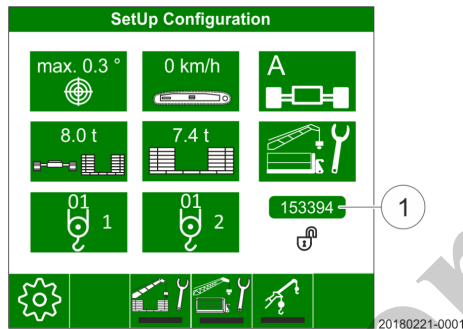 SetUp Configuration
max. 0.3 °
0 km/h
A
8.0 t
7.4 t
01
1
01
2
153394
1
20180221-0001